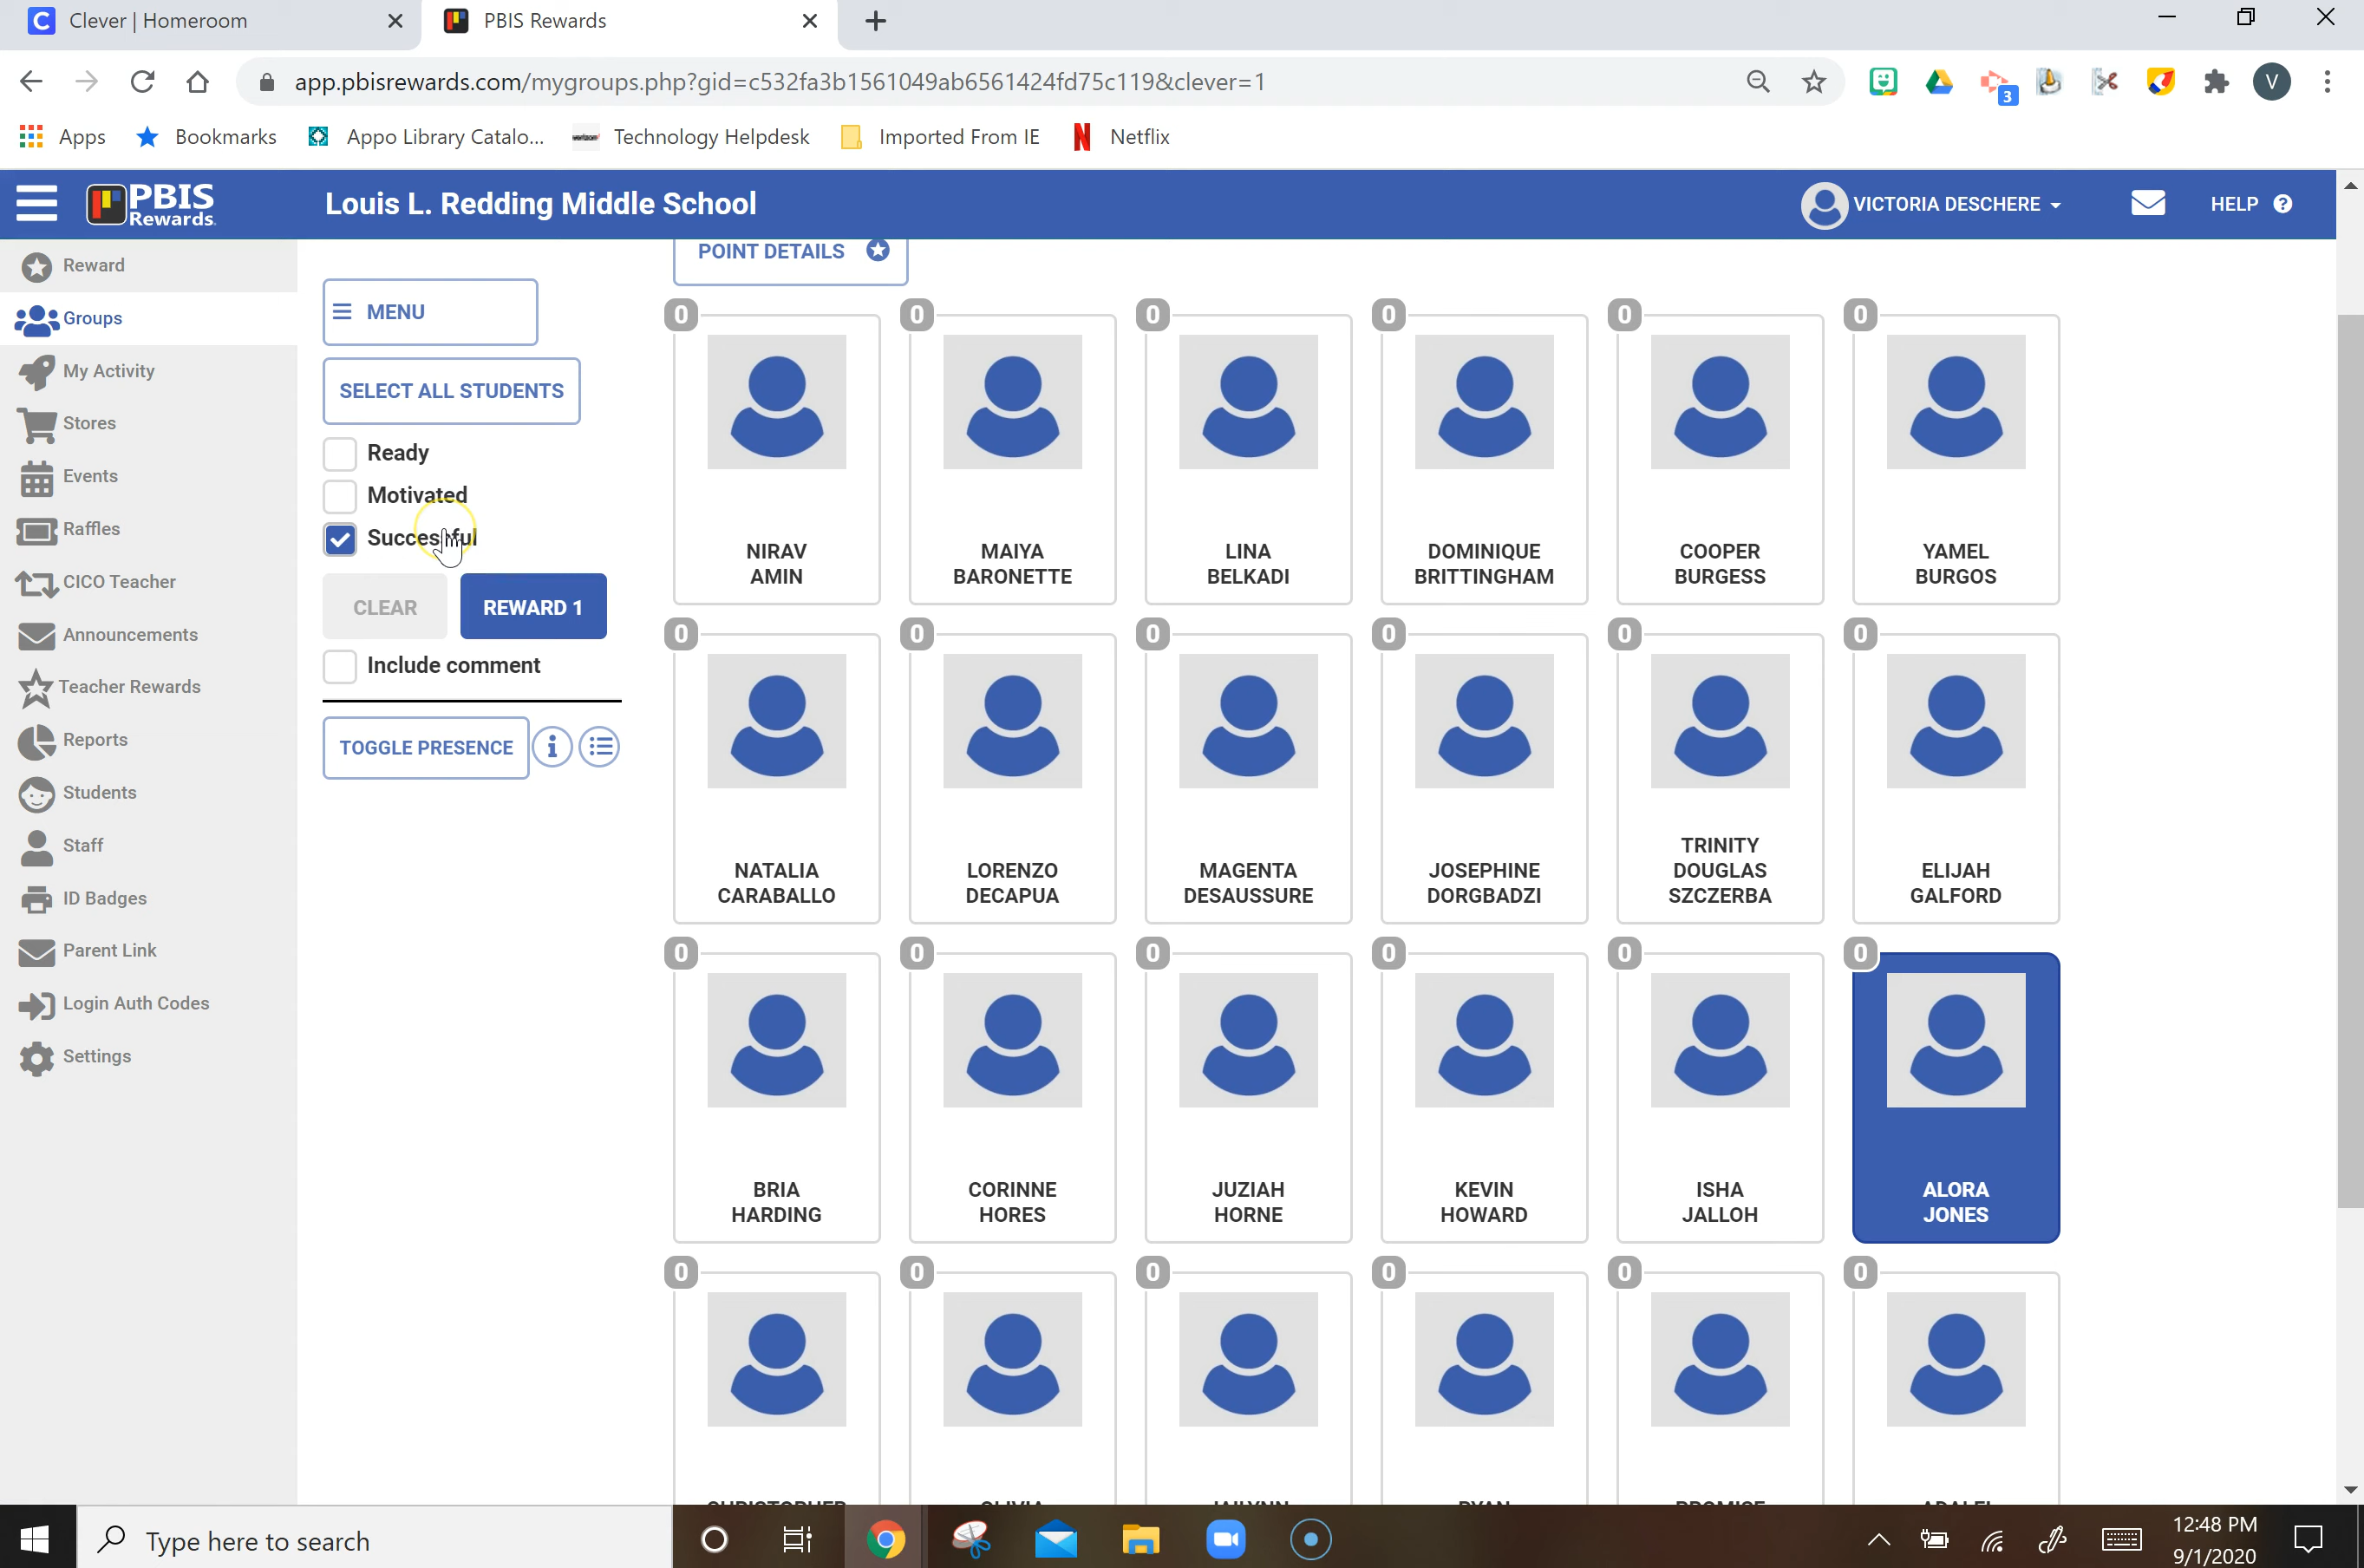 Clever | Homeroom
PBIS Rewards
app.pbisrewards.com/mygroups.php?gid=c532fa3b1561049ab6561424fd75c119&clever=1
3
V
Apps
Bookmarks
Appo Library Catalo...
Technology Helpdesk
Imported From IE
Netflix
PBIS
Rewards
Louis L. Redding Middle School
VICTORIA DESCHERE
HELP
Reward
Groups
My Activity
Stores
Events
Raffles
CICO Teacher
Announcements
Teacher Rewards
Reports
Students
Staff
ID Badges
Parent Link
Login Auth Codes
Settings
MENU
SELECT ALL STUDENTS
Ready
Motivated
Successful
CLEAR
REWARD 1
Include comment
TOGGLE PRESENCE
POINT DETAILS
0 0 0 0 0 0
NIRAV
AMIN
MAIYA
BARONETTE
LINA
BELKADI
DOMINIQUE
BRITTINGHAM
COOPER
BURGESS
YAMEL
BURGOS
0 0 0 0 0 0
NATALIA
CARABALLO
LORENZO
DECAPUA
MAGENTA
DESAUSSURE
JOSEPHINE
DORGBADZI
TRINITY
DOUGLAS
SZCZERBA
ELIJAH
GALFORD
0 0 0 0 0 0
BRIA
HARDING
CORINNE
HORES
JUZIAH
HORNE
KEVIN
HOWARD
ISHA
JALLOH
ALORA
JONES
0 0 0 0 0 0
Type here to search
12:48 PM
9/1/2020